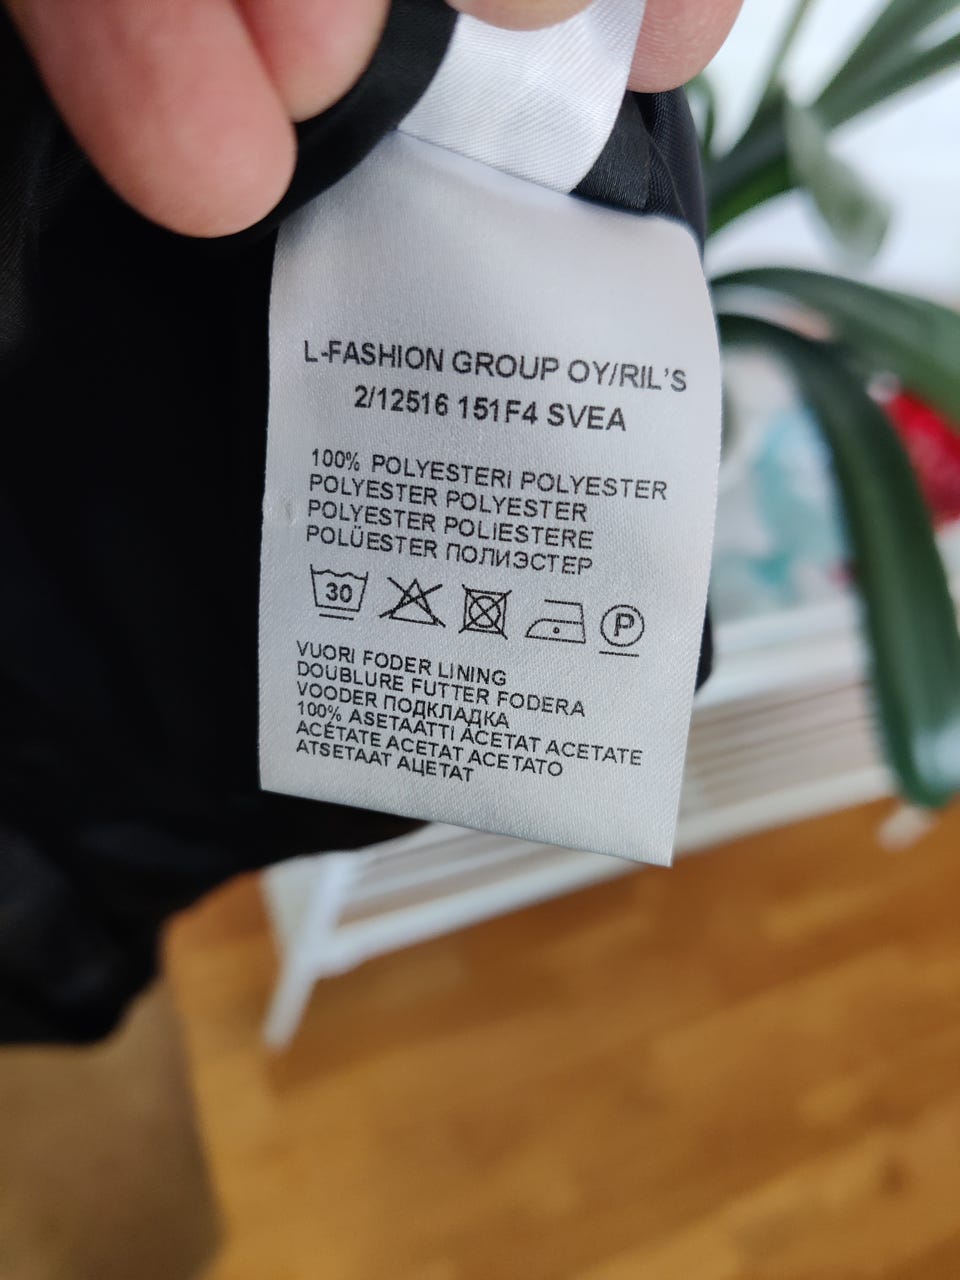 L-FASHION GROUP OY/RIL'S
2/12516 151F4 SVEA
100% POLYESTERI POLYESTER
POLYESTER POLYESTER
POLYESTER POLIESTERE
POLÜESTER ПОЛИЭСТЕР
30 P
VUORI FODER LINING
DOUBLURE FUTTER FODERA
VOODER ПОДКЛАДКА
100% ASETAATTI ACETAT ACETATE
ACÉTATE ACETAT ACETATO
ATSETAAT АЦЕТАТ